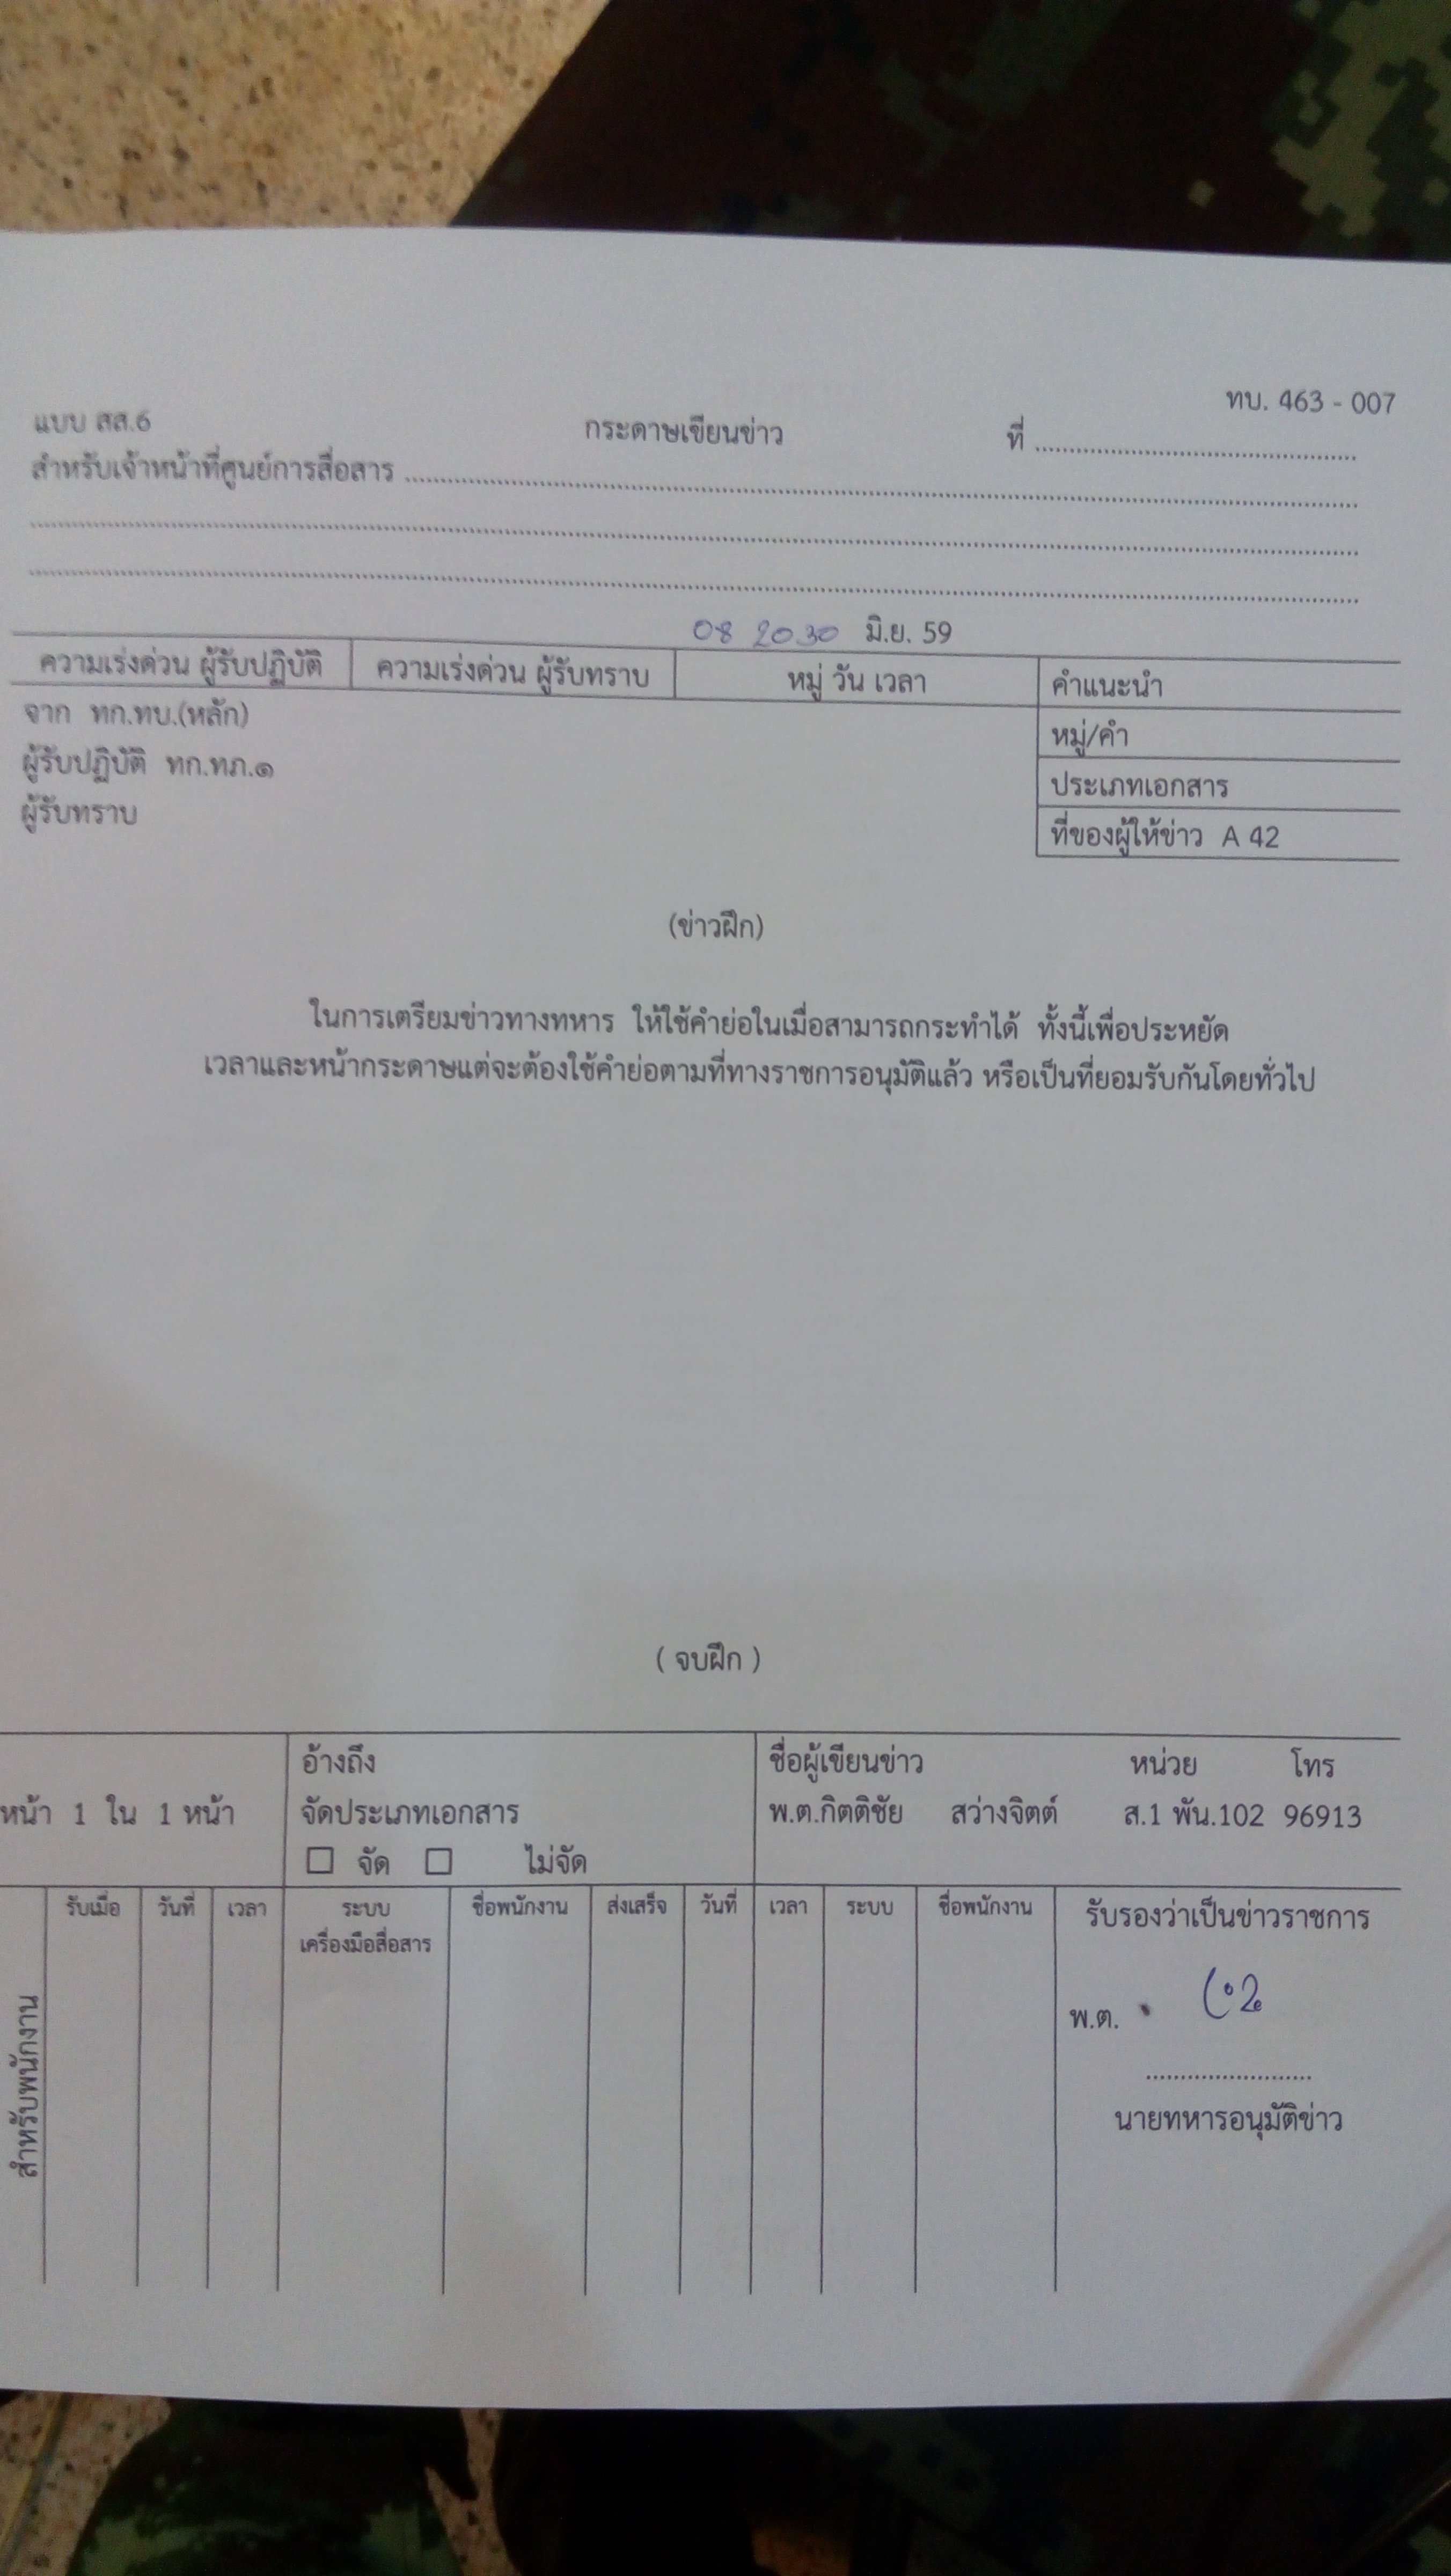 ทบ. 463 - 007
แบบ สส.6 กระดาษเขียนข่าว ที่ ........................................
สำหรับเจ้าหน้าที่ศูนย์การสื่อสาร ........................................
........................................
........................................
08 2030 มิ.ย. 59
ความเร่งด่วน ผู้รับปฏิบัติ ความเร่งด่วน ผู้รับทราบ หมู่ วัน เวลา คำแนะนำ
จาก ทก.ทบ.(หลัก)
หมู่/คำ
ผู้รับปฏิบัติ ทก.ทภ.๑
ประเภทเอกสาร
ผู้รับทราบ
ที่ของผู้ให้ข่าว A 42
(ข่าวฝึก)
ในการเตรียมข่าวทางทหาร ให้ใช้คำย่อในเมื่อสามารถกระทำได้ ทั้งนี้เพื่อประหยัด
เวลาและหน้ากระดาษแต่จะต้องใช้คำย่อตามที่ทางราชการอนุมัติแล้ว หรือเป็นที่ยอมรับกันโดยทั่วไป
( จบฝึก )
อ้างถึง ชื่อผู้เขียนข่าว หน่วย โทร
หน้า 1 ใน 1 หน้า จัดประเภทเอกสาร พ.ต.กิตติชัย สว่างจิตต์ ส.1 พัน.102 96913
☐ จัด ☐ ไม่จัด
รับเมื่อ วันที่ เวลา ระบบ ชื่อพนักงาน ส่งเสร็จ วันที่ เวลา ระบบ ชื่อพนักงาน รับรองว่าเป็นข่าวราชการ
เครื่องมือสื่อสาร
สำหรับพนักงาน
พ.ต.
........................
นายทหารอนุมัติข่าว